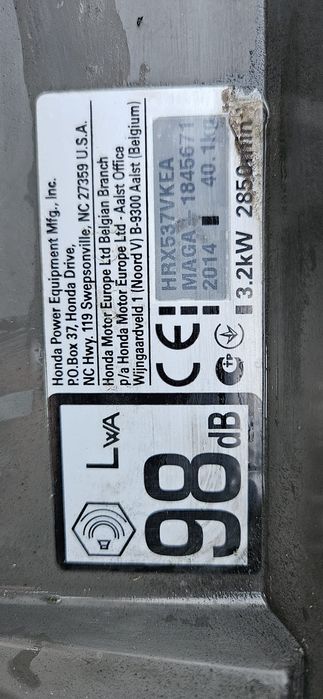 Honda Power Equipment Mfg., Inc.
P.O.Box 37, Honda Drive,
NC Hwy. 119 Swepsonville, NC 27359 U.S.A.
Honda Motor Europe Ltd Belgian Branch
p/a Honda Motor Europe Ltd - Aalst Office
Wijngaardveld 1 (Noord V) B-9300 Aalst (Belgium)
CE
HRX537VKEA
MAGA 1845671
2014 40.1kg
3.2kW 2850min
TP
LWA
98
dB